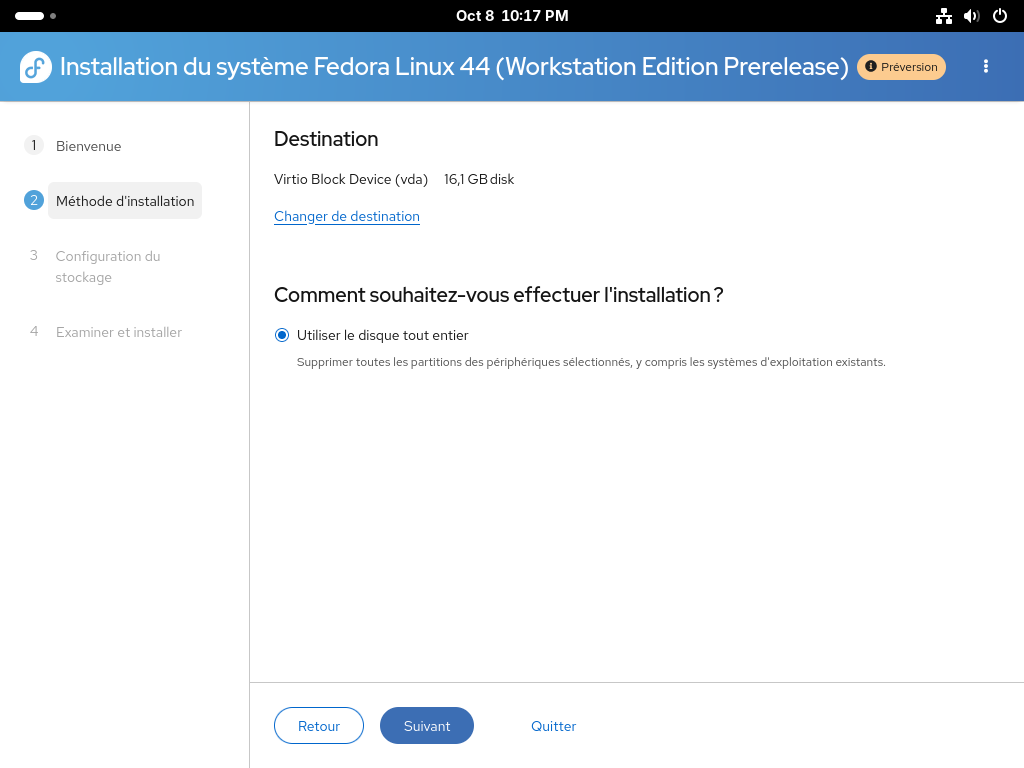 Oct 8 10:17 PM
Installation du système Fedora Linux 44 (Workstation Edition Prerelease)
Préversion
1 Bienvenue
2 Méthode d'installation
3 Configuration du
stockage
4 Examiner et installer
Destination
Virtio Block Device (vda) 16,1 GB disk
Changer de destination
Comment souhaitez-vous effectuer l'installation ?
Utiliser le disque tout entier
Supprimer toutes les partitions des périphériques sélectionnés, y compris les systèmes d'exploitation existants.
Retour Suivant Quitter